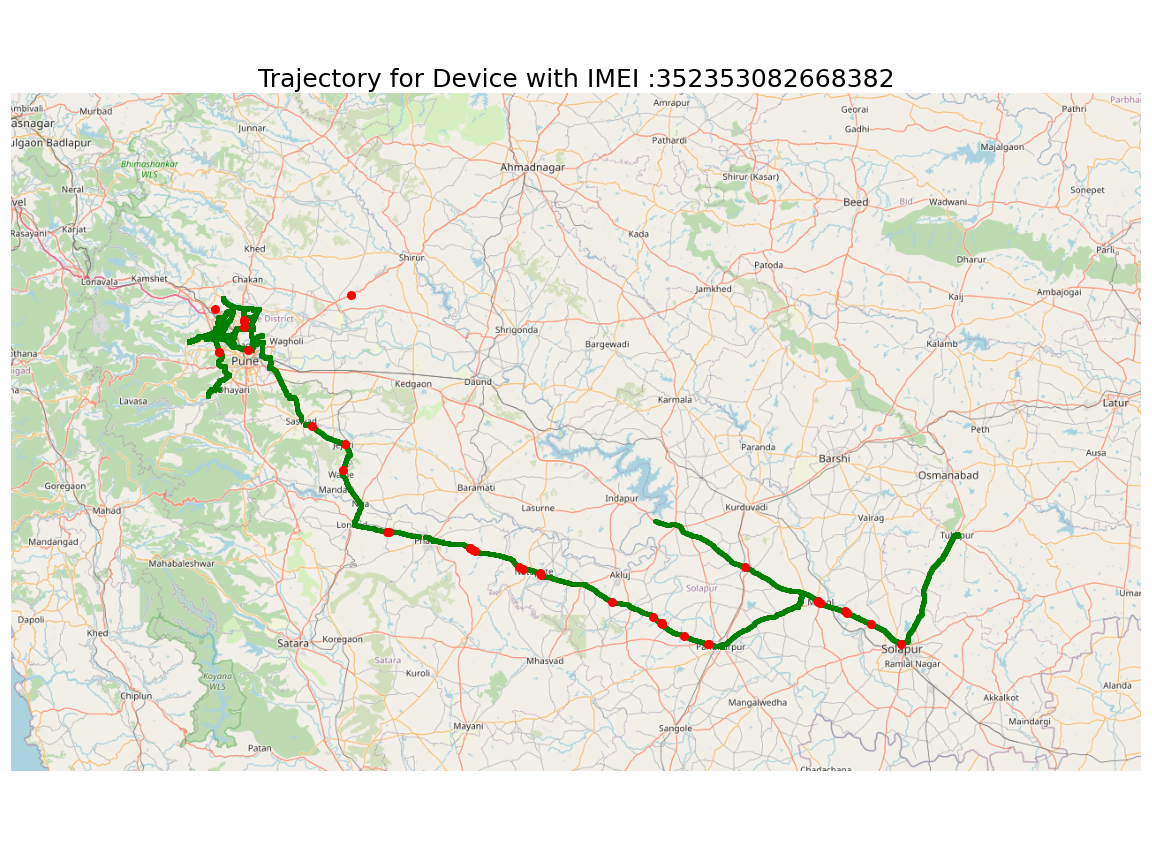 Trajectory for Device with IMEI :352353082668382
Amrapur
Parbha
Ambivali
Murbad
Georai
Pathri
asnagar
Junnar
Gadhi
ulgaon Badlapur
Pathardi
Majalgaon
Bhimashankar
WLS
Ahmadnagar
Shirur (Kasar)
Neral
Sonepet
vel
Beed
Bid
Wadwani
Rasayani
Karjat
Kada
Khed
Parli
Shirur
Patoda
Dharur
Lonavala
Kamshet
Chakan
Jamkhed
Kaij
Ambajogai
District
Shrigonda
Wagholi
Bargewadi
Kalamb
othana
Pune
igad
Kedgaon
Daund
Dhayari
Lavasa
Karmala
Latur
Peth
Paranda
Ausa
Barshi
Goregaon
Baramati
Osmanabad
Indapur
Mahad
Lasurne
Kurduvadi
Vairag
Mandangad
Mahabaleshwar
Akluj
Solapur
Umar
Dapoli
Khed
Satara
Koregaon
Solapur
Satara
Mhasvad
Ramlal Nagar
Koyana
WLS
Kuroli
Alanda
Chiplun
Akkalkot
Mangalwedha
Mayani
Sangole
Maindargi
Patan
Chadachana